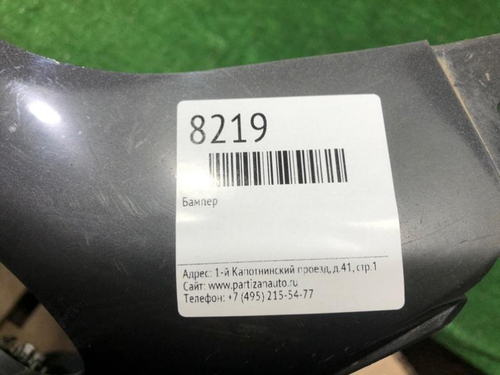 8219
Бампер
Адрес: 1-й Капотнинский проезд, д.41, стр.1
Сайт: www.partizanauto.ru
Телефон: +7 (495) 215-54-77